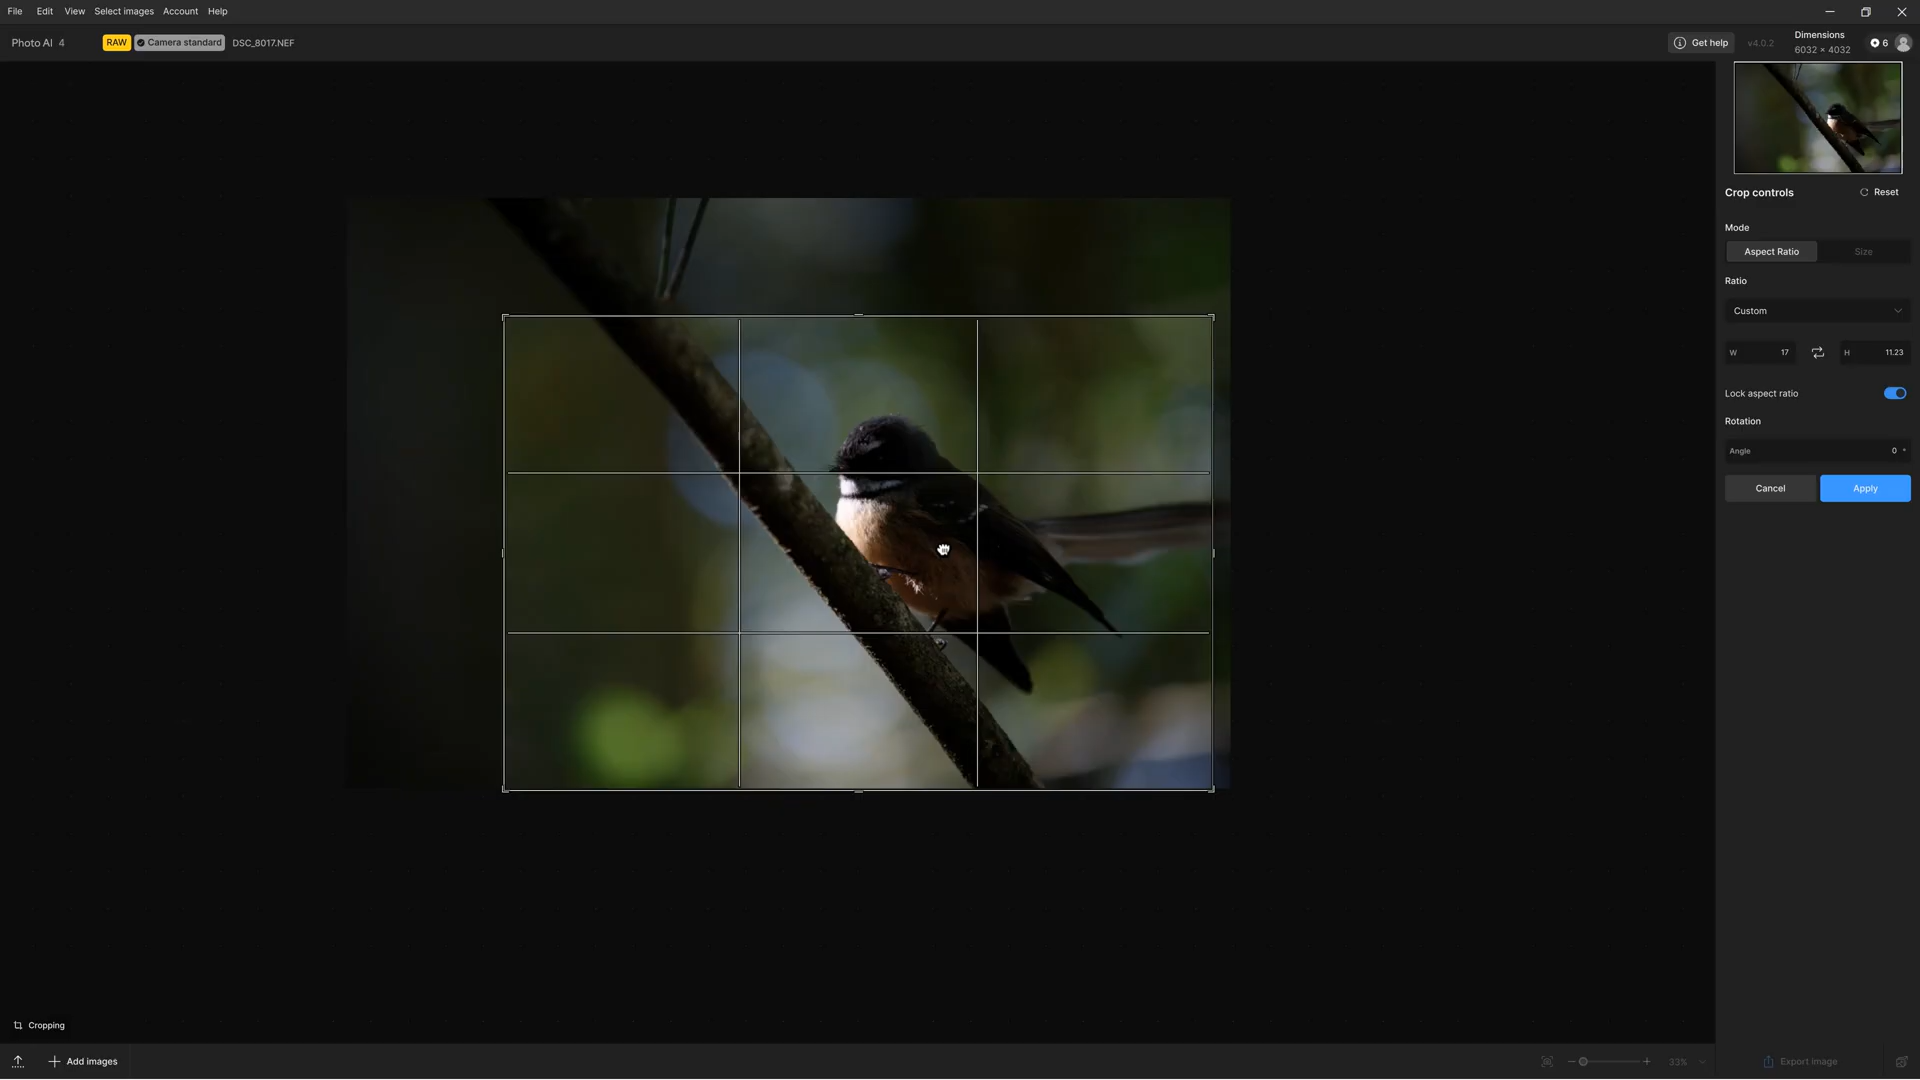 File Edit View Select images Account Help
Photo AI 4 RAW Camera standard DSC_8017.NEF
Get help v4.0.2 Dimensions 6032 × 4032 6
Crop controls Reset
Mode
Aspect Ratio Size
Ratio
Custom
W 17 H 11.23
Lock aspect ratio
Rotation
Angle 0 °
Cancel Apply
Cropping
Add images 33% Export image